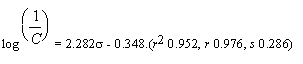 log(1/C) = 2.282σ - 0.348.(r² 0.952, r 0.976, s 0.286)